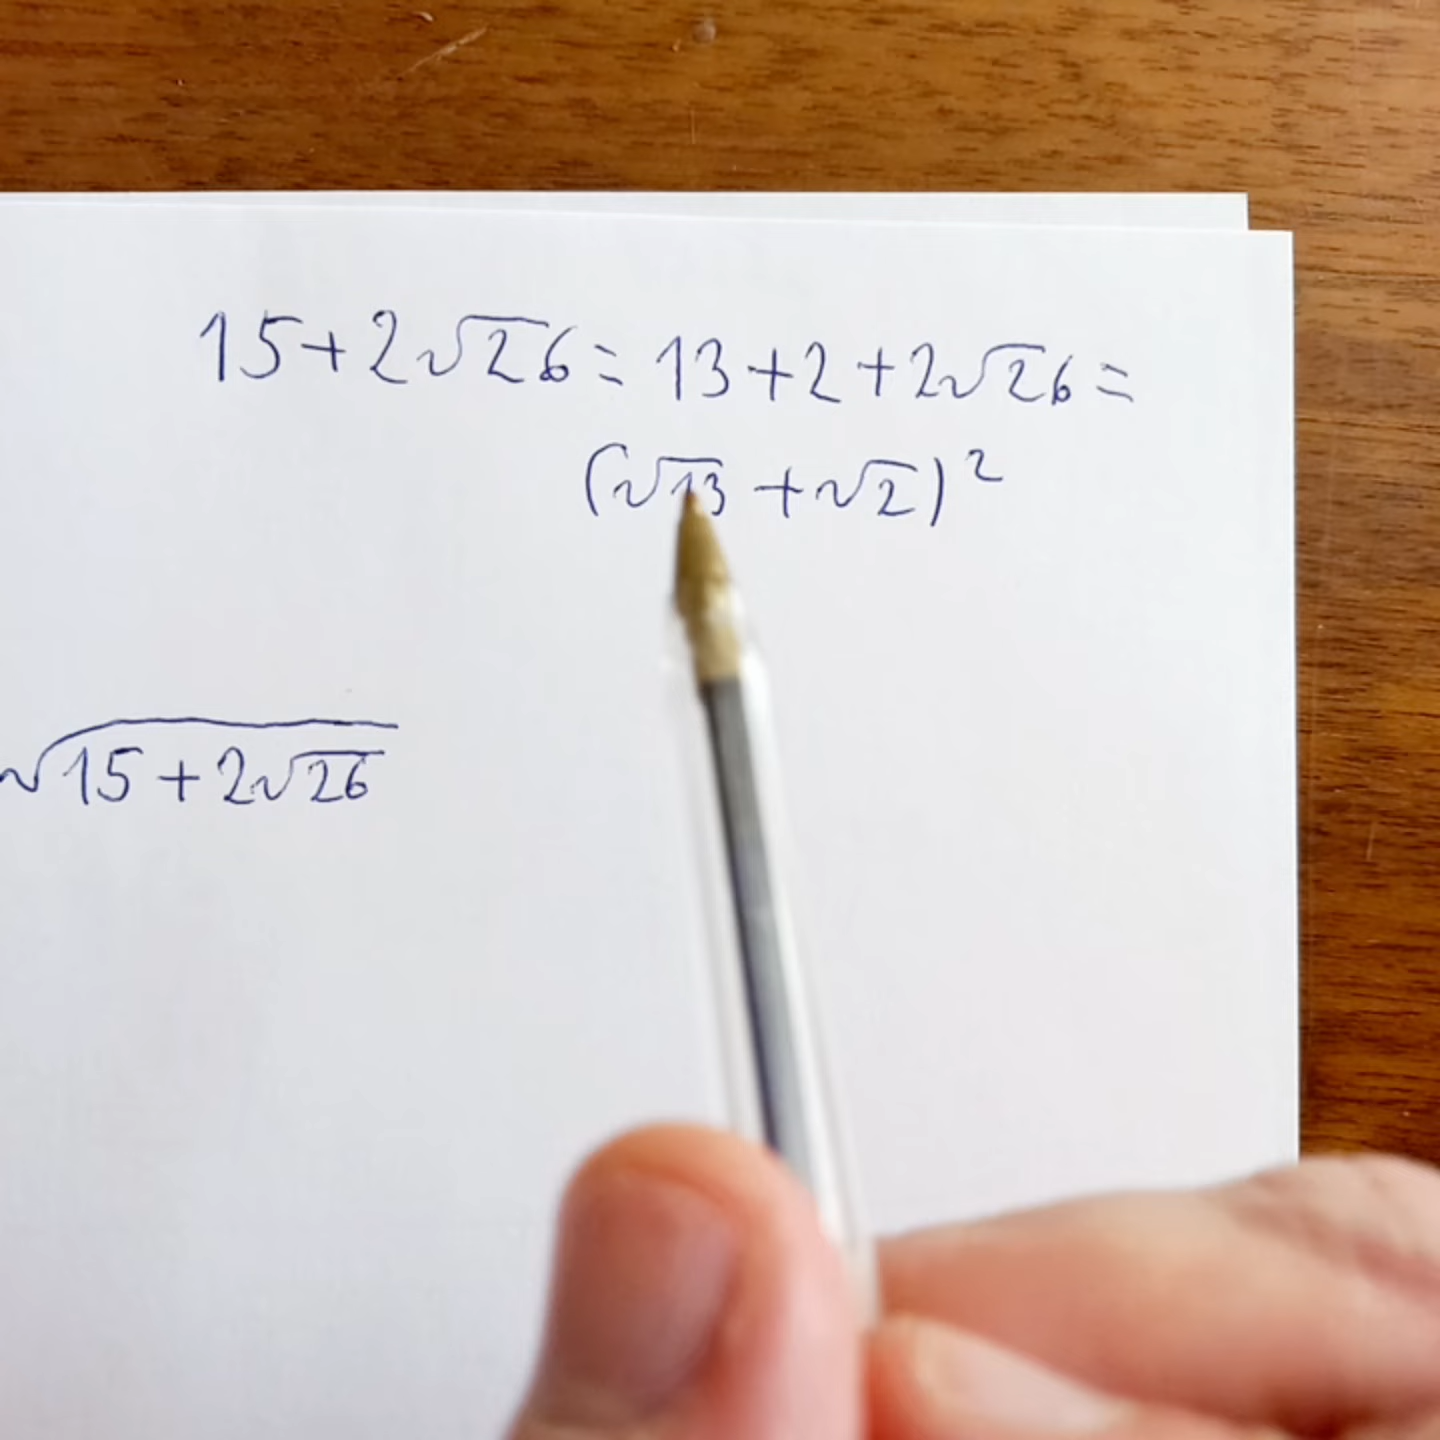 15+2√26 = 13+2+2√26 =
(√13 + √2)²
√(15+2√26)